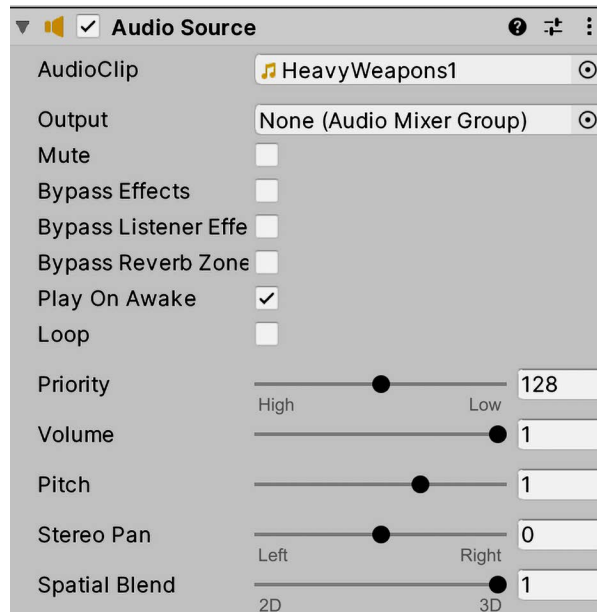 Audio Source
AudioClip HeavyWeapons1
Output None (Audio Mixer Group)
Mute
Bypass Effects
Bypass Listener Effe
Bypass Reverb Zone
Play On Awake
Loop
Priority 128
High Low
Volume 1
Pitch 1
Stereo Pan 0
Left Right
Spatial Blend 1
2D 3D